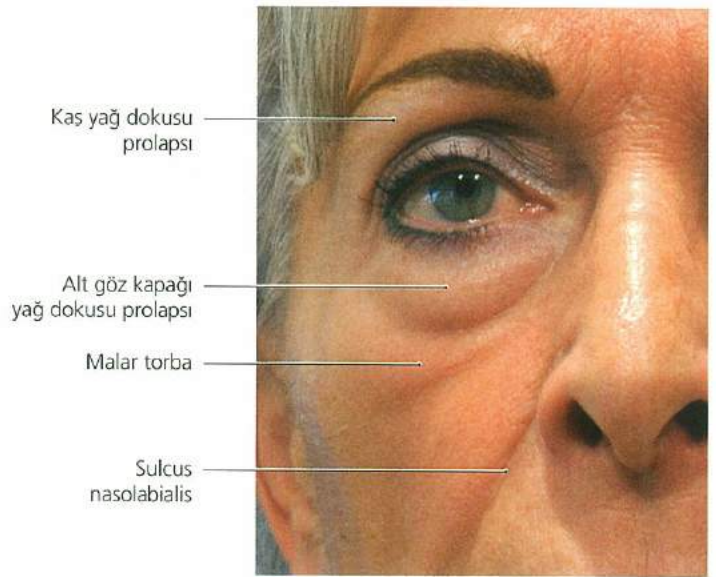 Kaş yağ dokusu
prolapsı
Alt göz kapağı
yağ dokusu prolapsı
Malar torba
Sulcus
nasolabialis